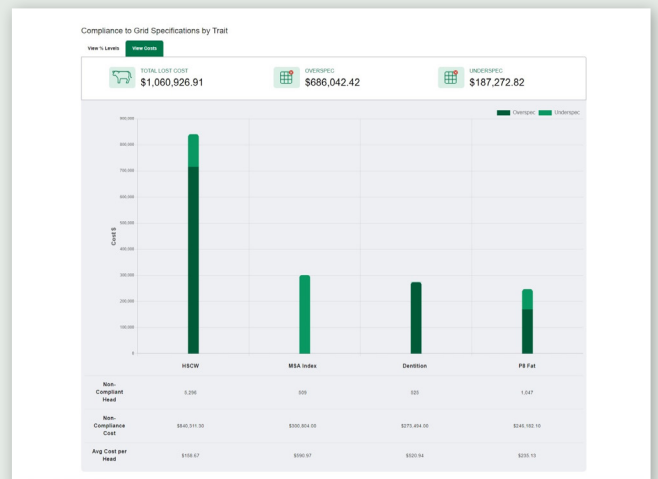 Compliance to Grid Specifications by Trait
View % Levels View Costs
TOTAL LOST COST
$1,060,926.91
OVERSPEC
$686,042.42
UNDERSPEC
$187,272.82
Overspec Underspec
900,000
800,000
700,000
600,000
500,000
400,000
300,000
200,000
100,000
0
Cost $
HSCW MSA Index Dentition P8 Fat
Non-
Compliant
Head
5,296 509 525 1,047
Non-
Compliance
Cost
$840,311.30 $300,804.00 $273,494.00 $246,182.10
Avg Cost per
Head
$158.67 $590.97 $520.94 $235.13